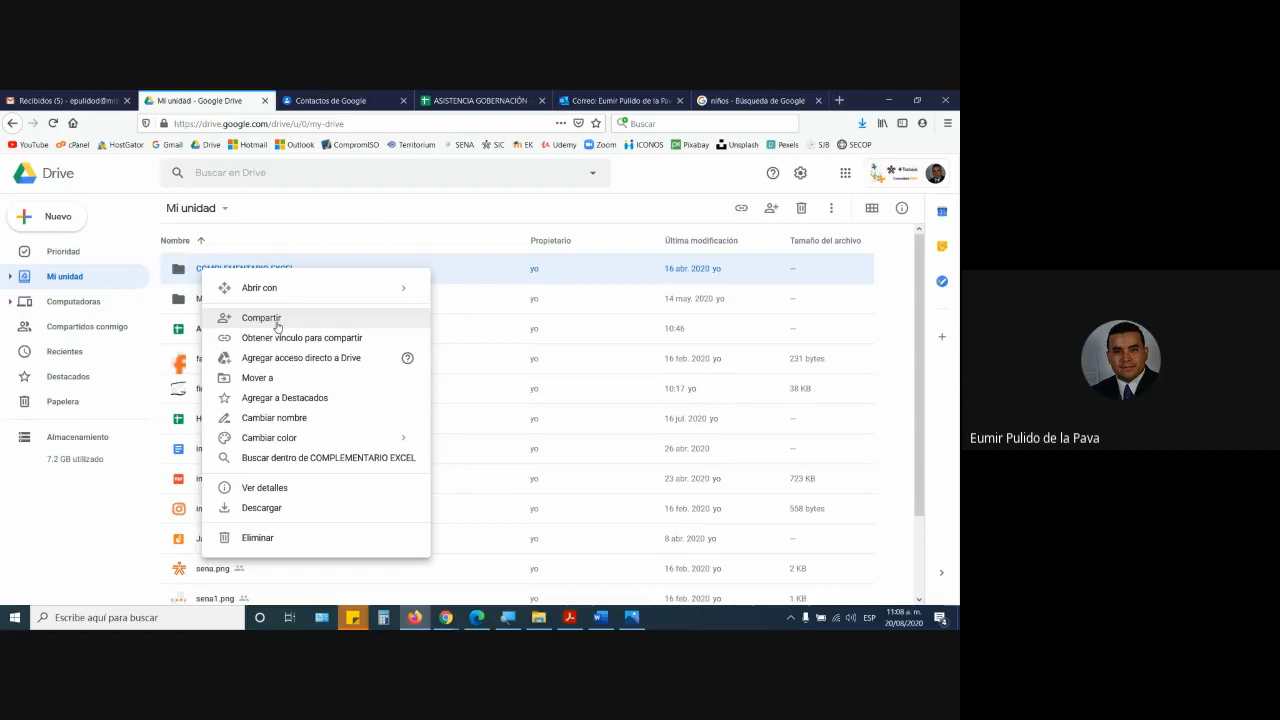 Recibidos (5) - epulidod@mi
Mi unidad - Google Drive
Contactos de Google
ASISTENCIA GOBERNACIÓN
Correo: Eumir Pulido de la Pa
niños - Búsqueda de Google
https://drive.google.com/drive/u/0/my-drive
Buscar
YouTube
cPanel
HostGator
Gmail
Drive
Hotmail
Outlook
CompromISO
Territorium
SENA
SIC
EK
Udemy
Zoom
ICONOS
Pixabay
Unsplash
Pexels
SJB
SECOP
Drive
Buscar en Drive
Nuevo
Mi unidad
Prioridad
Mi unidad
Computadoras
Compartidos conmigo
Recientes
Destacados
Papelera
Almacenamiento
7.2 GB utilizado
Nombre
Propietario
Última modificación
Tamaño del archivo
COMPLEMENTARIO EXCEL
yo
16 abr. 2020 yo
—
M
yo
14 may. 2020 yo
—
A
yo
10:46
—
fa
yo
16 feb. 2020 yo
231 bytes
fi
yo
10:17 yo
38 KB
H
yo
16 jul. 2020 yo
—
in
yo
26 abr. 2020
—
in
yo
23 abr. 2020 yo
723 KB
in
yo
16 feb. 2020 yo
558 bytes
yo
8 abr. 2020 yo
—
sena.png
yo
16 feb. 2020 yo
2 KB
sena1.png
yo
16 feb. 2020 yo
1 KB
Abrir con
Compartir
Obtener vínculo para compartir
Agregar acceso directo a Drive
Mover a
Agregar a Destacados
Cambiar nombre
Cambiar color
Buscar dentro de COMPLEMENTARIO EXCEL
Ver detalles
Descargar
Eliminar
Escribe aquí para buscar
ESP
11:08 a. m.
20/08/2020
Eumir Pulido de la Pava